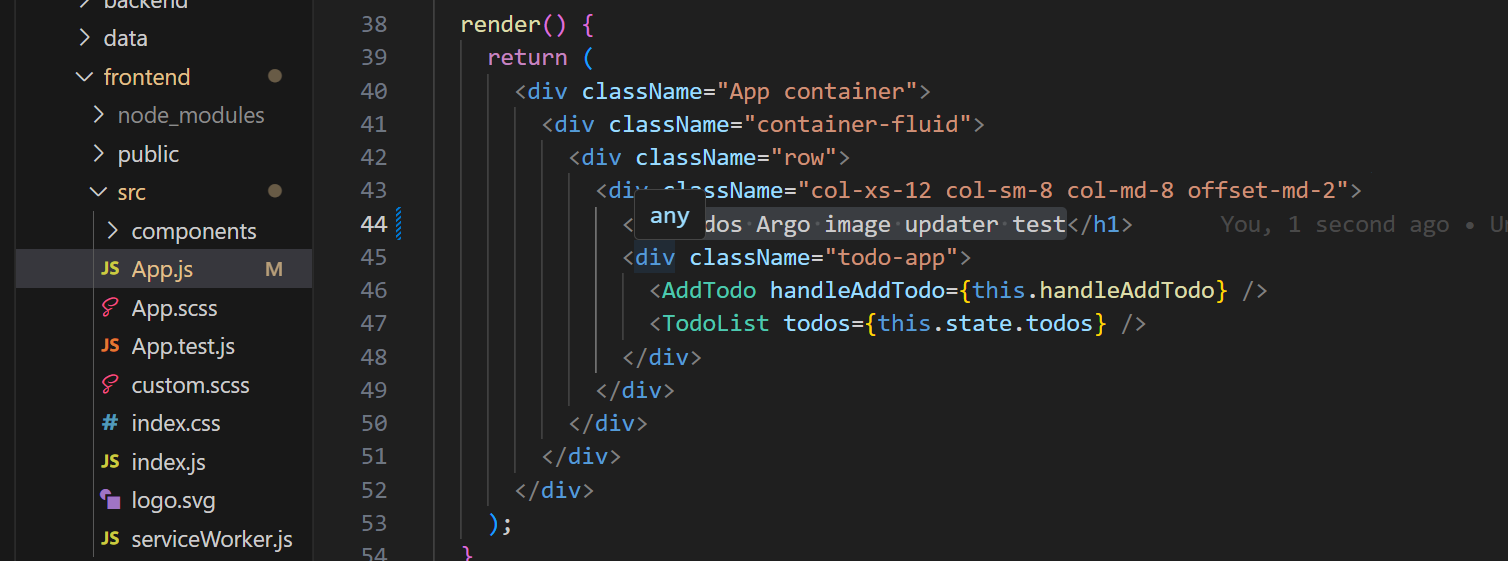 backend
data
frontend
node_modules
public
src
components
JS App.js M
App.scss
JS App.test.js
custom.scss
# index.css
JS index.js
logo.svg
JS serviceWorker.js
38 render() {
39 return (
40 <div className="App container">
41 <div className="container-fluid">
42 <div className="row">
43 <div className="col-xs-12 col-sm-8 col-md-8 offset-md-2">
any
44 < dos Argo image updater test</h1> You, 1 second ago •
45 <div className="todo-app">
46 <AddTodo handleAddTodo={this.handleAddTodo} />
47 <TodoList todos={this.state.todos} />
48 </div>
49 </div>
50 </div>
51 </div>
52 </div>
53 );
54 }